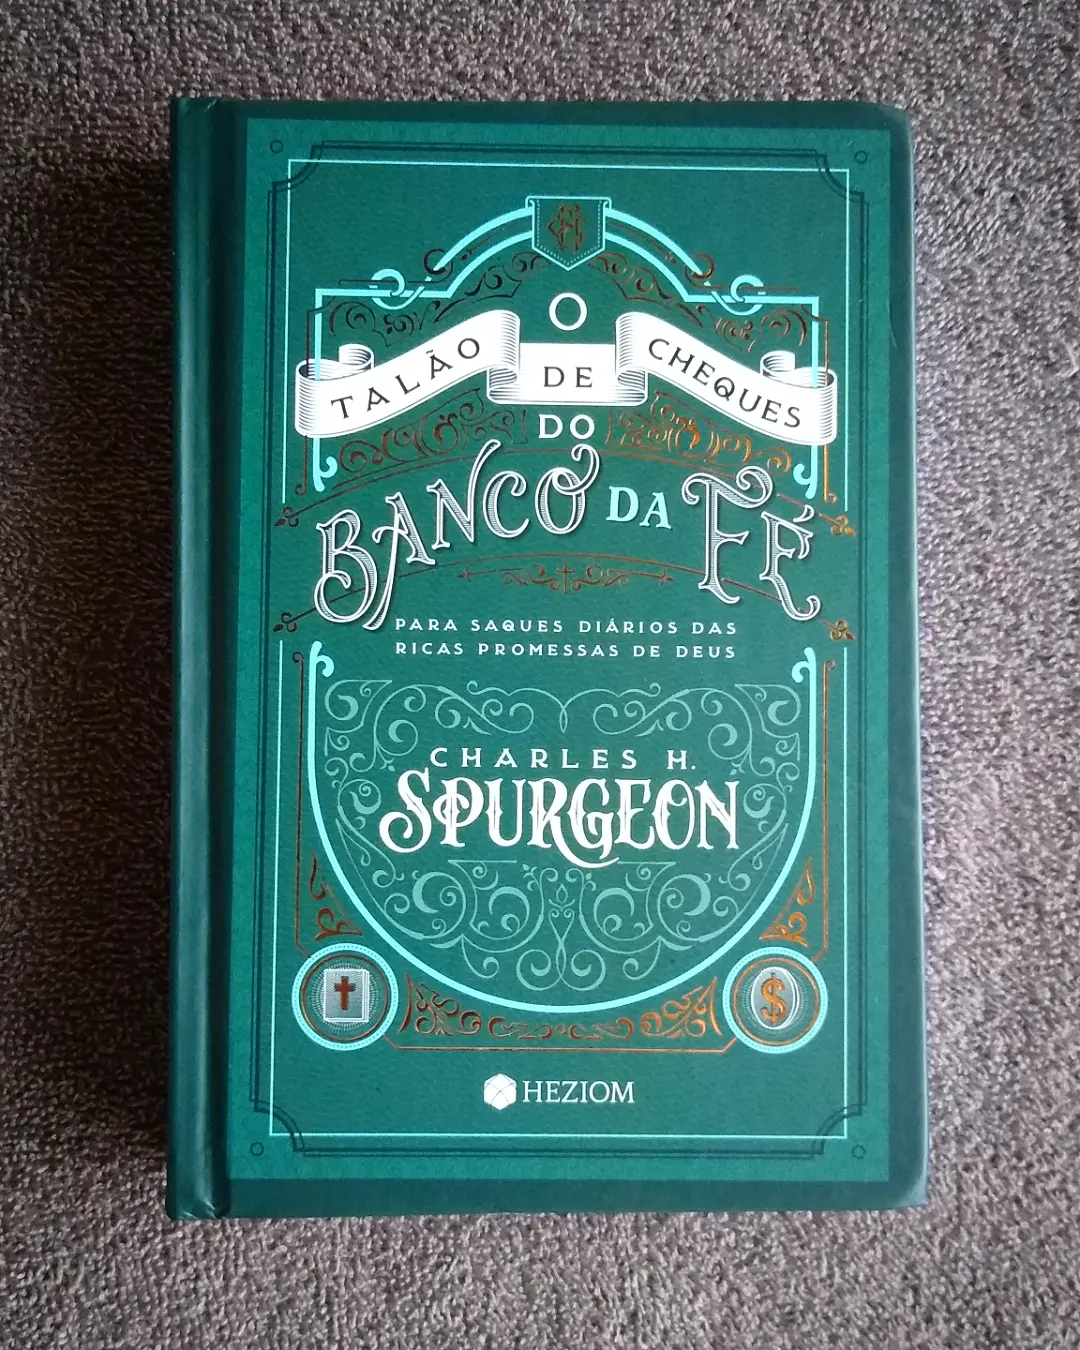 O
TALÃO DE CHEQUES
DO
BANCO DA FÉ
PARA SAQUES DIÁRIOS DAS
RICAS PROMESSAS DE DEUS
CHARLES H.
SPURGEON
$
HEZIOM